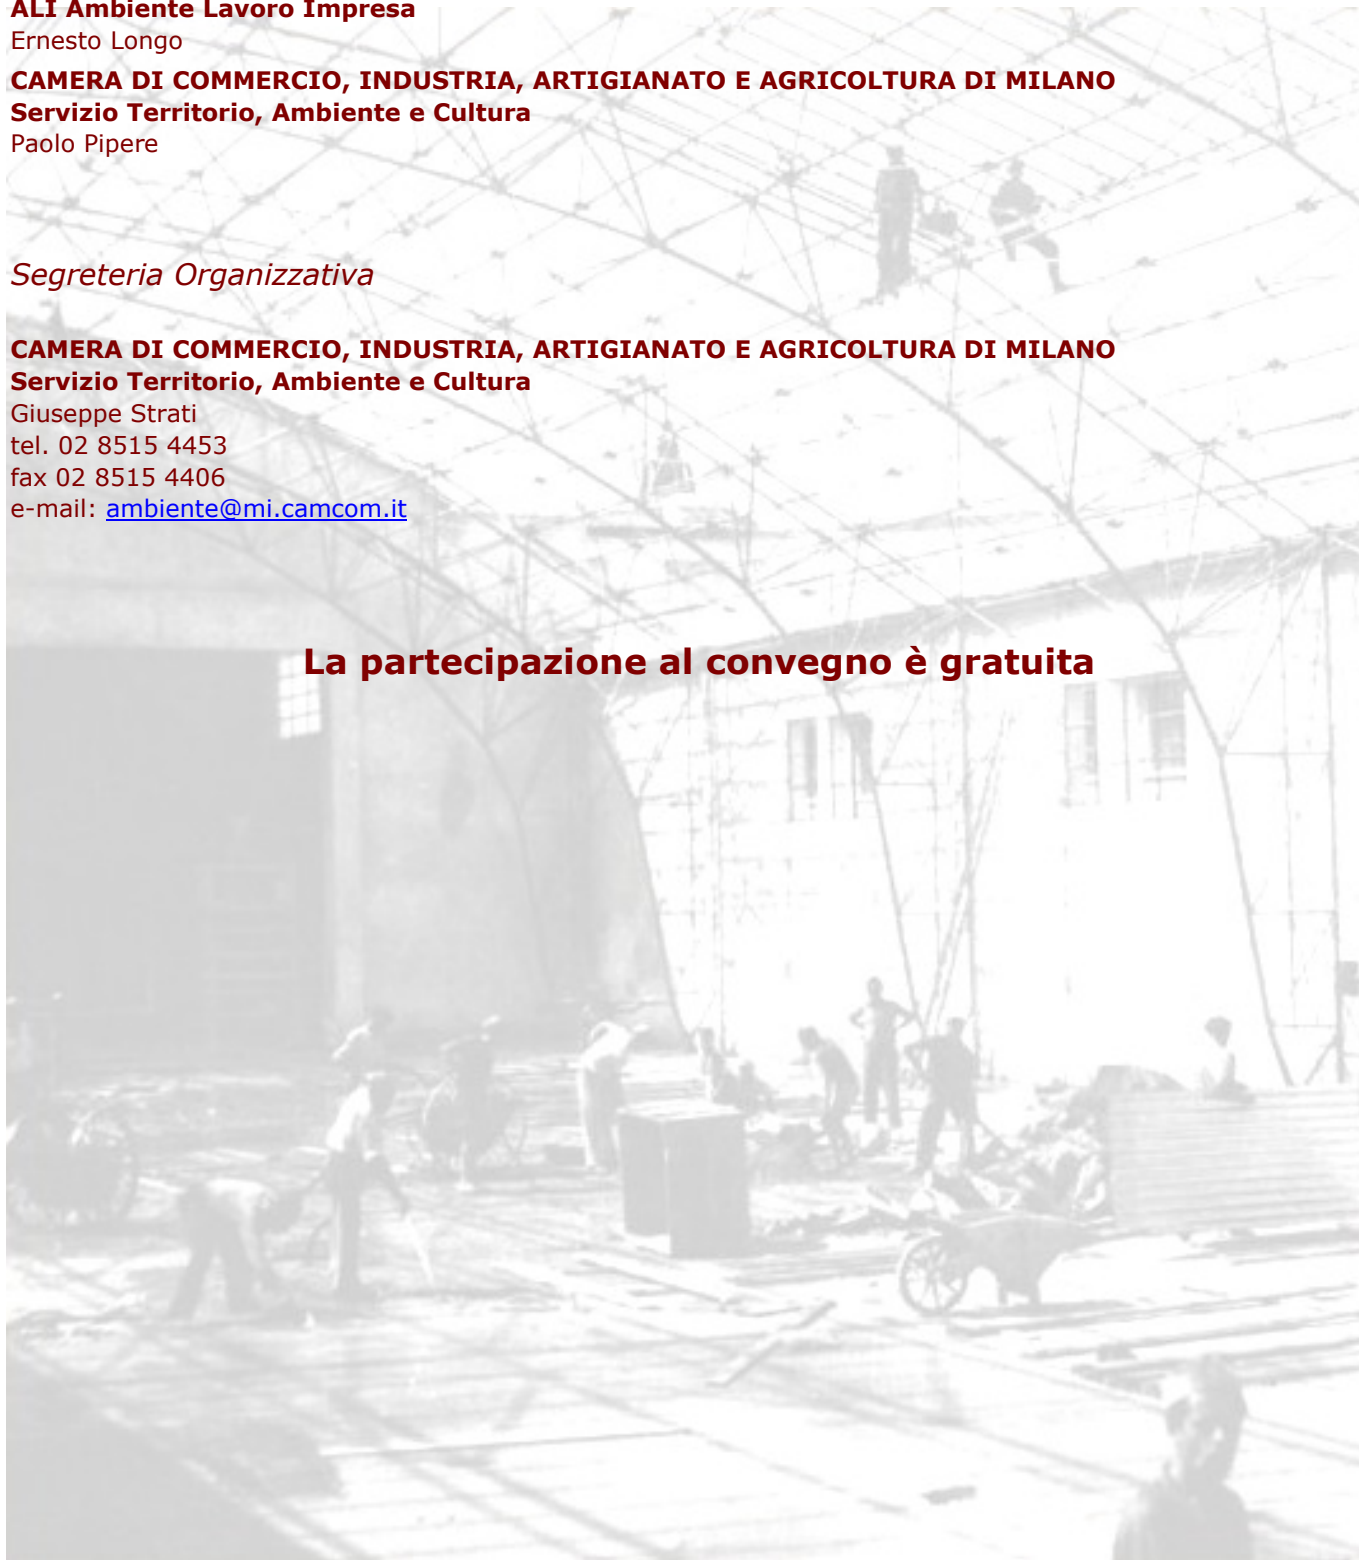 ALI Ambiente Lavoro Impresa
Ernesto Longo
CAMERA DI COMMERCIO, INDUSTRIA, ARTIGIANATO E AGRICOLTURA DI MILANO
Servizio Territorio, Ambiente e Cultura
Paolo Pipere
Segreteria Organizzativa
CAMERA DI COMMERCIO, INDUSTRIA, ARTIGIANATO E AGRICOLTURA DI MILANO
Servizio Territorio, Ambiente e Cultura
Giuseppe Strati
tel. 02 8515 4453
fax 02 8515 4406
e-mail: ambiente@mi.camcom.it
La partecipazione al convegno è gratuita